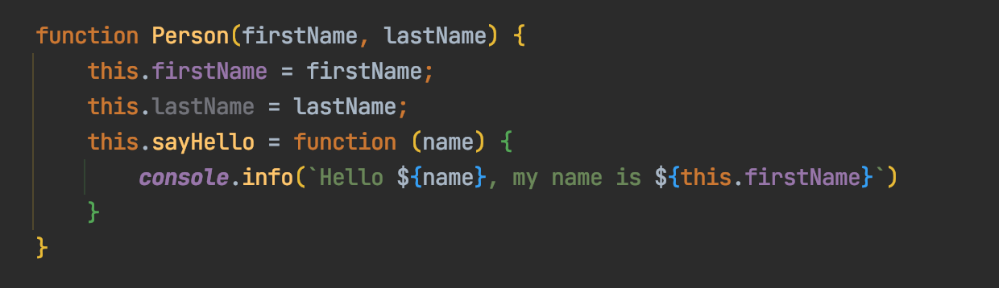 function Person(firstName, lastName) {
    this.firstName = firstName;
    this.lastName = lastName;
    this.sayHello = function (name) {
        console.info(`Hello ${name}, my name is ${this.firstName}`)
    }
}